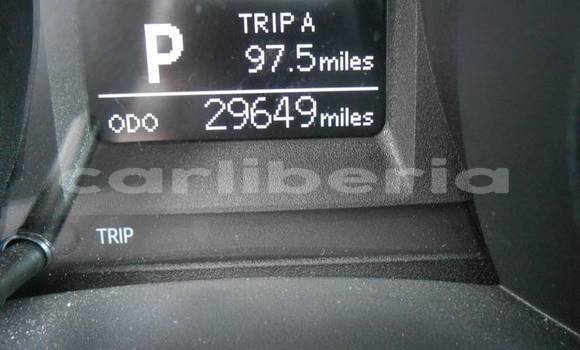 P
TRIP A
97.5 miles
ODO 29649 miles
carliberia
TRIP